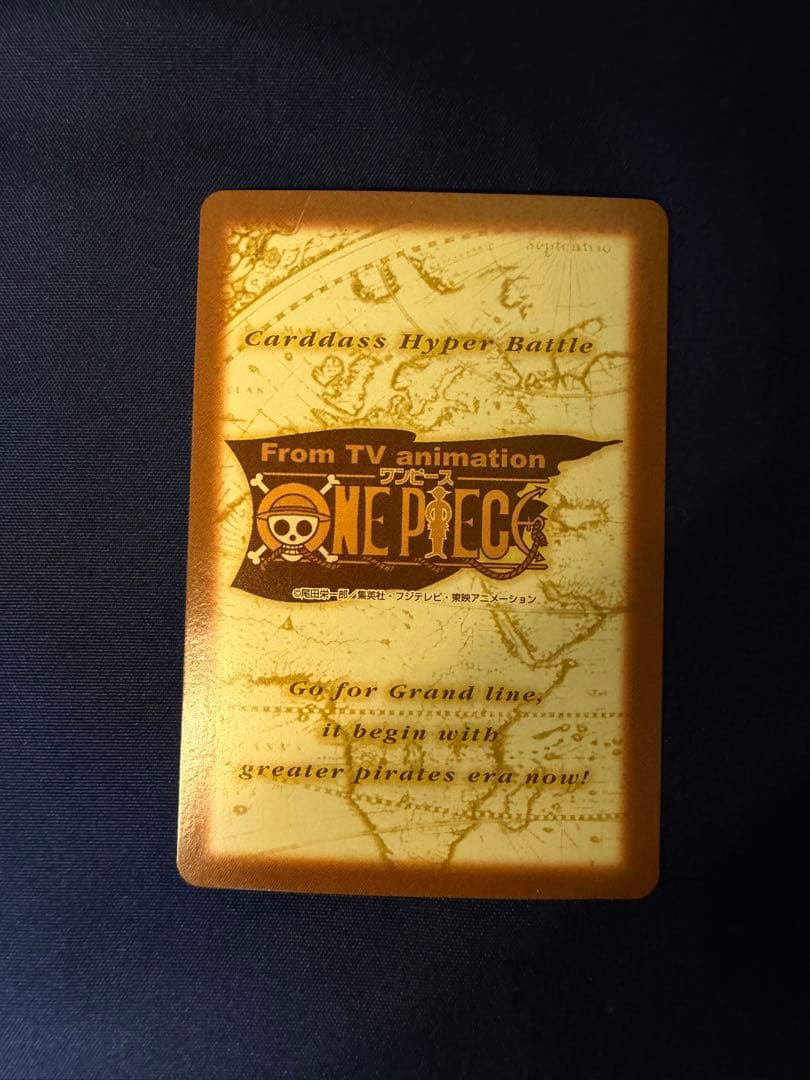 Septentrio
Carddass Hyper Battle
From TV animation
ワンピース
ONE PIECE
©尾田栄一郎／集英社・フジテレビ・東映アニメーション
Go for Grand line,
it begin with
greater pirates era now!